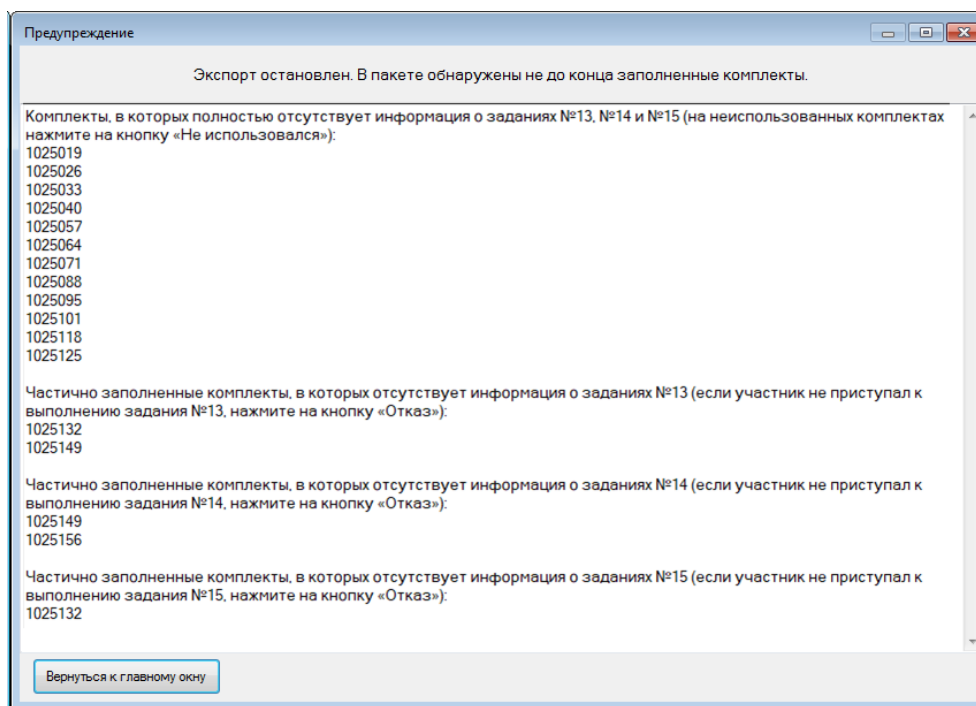 Предупреждение
Экспорт остановлен. В пакете обнаружены не до конца заполненные комплекты.
Комплекты, в которых полностью отсутствует информация о заданиях №13, №14 и №15 (на неиспользованных комплектах
нажмите на кнопку «Не использовался»):
1025019
1025026
1025033
1025040
1025057
1025064
1025071
1025088
1025095
1025101
1025118
1025125
Частично заполненные комплекты, в которых отсутствует информация о заданиях №13 (если участник не приступал к
выполнению задания №13, нажмите на кнопку «Отказ»):
1025132
1025149
Частично заполненные комплекты, в которых отсутствует информация о заданиях №14 (если участник не приступал к
выполнению задания №14, нажмите на кнопку «Отказ»):
1025149
1025156
Частично заполненные комплекты, в которых отсутствует информация о заданиях №15 (если участник не приступал к
выполнению задания №15, нажмите на кнопку «Отказ»):
1025132
Вернуться к главному окну